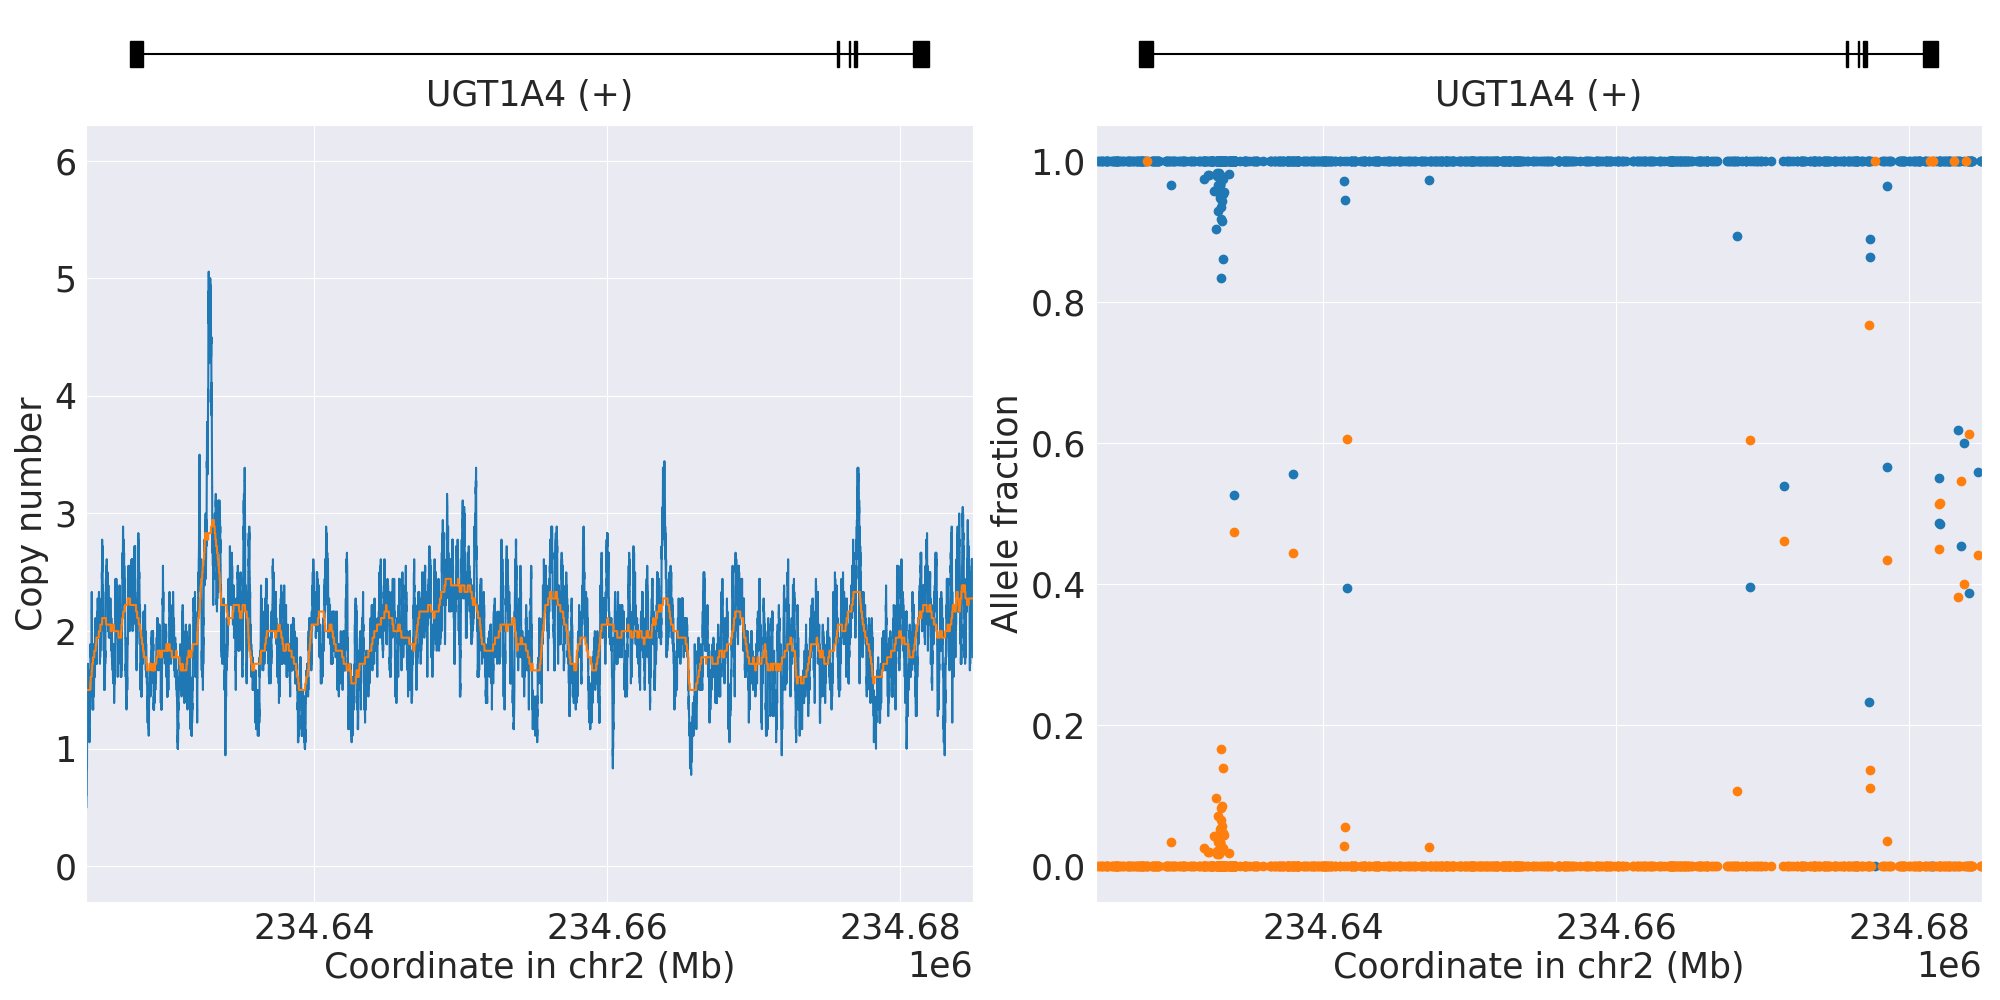 UGT1A4 (+)
6
5
4
3
2
1
0
Copy number
234.64
234.66
234.68
Coordinate in chr2 (Mb)
1e6
UGT1A4 (+)
1.0
0.8
0.6
0.4
0.2
0.0
Allele fraction
234.64
234.66
234.68
Coordinate in chr2 (Mb)
1e6